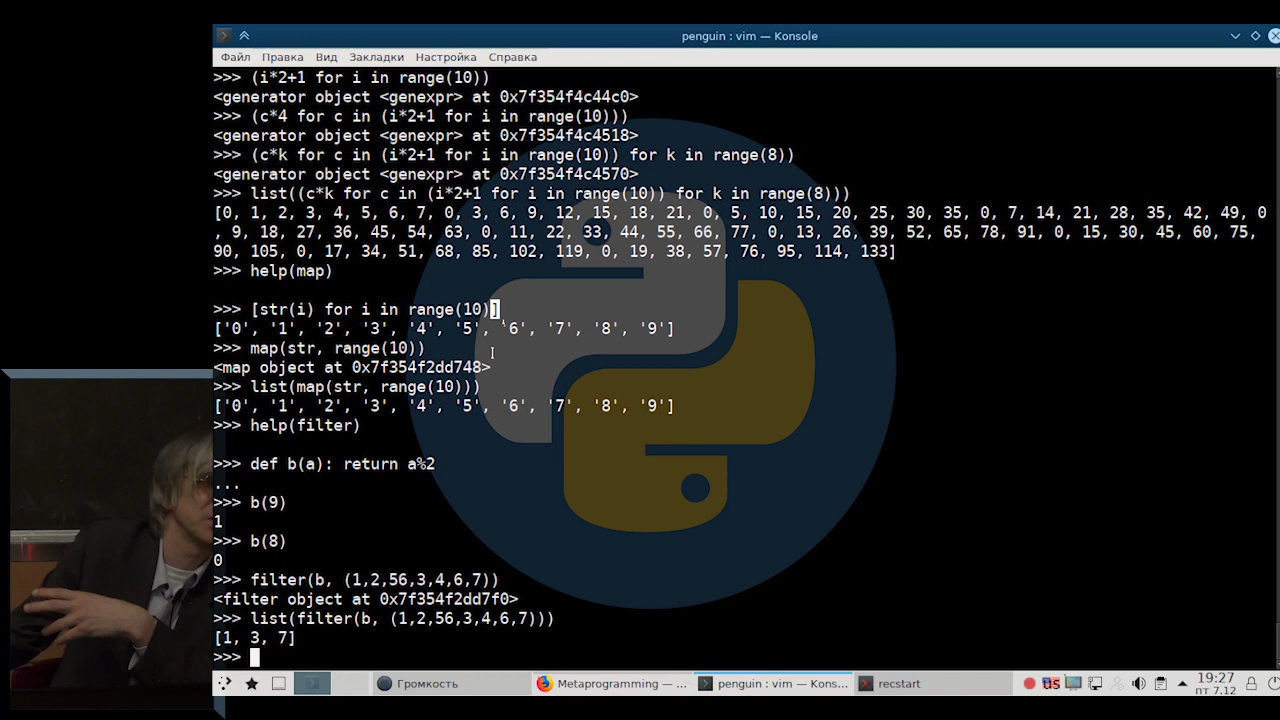 penguin : vim — Konsole
Файл Правка Вид Закладки Настройка Справка
>>> (i*2+1 for i in range(10))
<generator object <genexpr> at 0x7f354f4c44c0>
>>> (c*4 for c in (i*2+1 for i in range(10)))
<generator object <genexpr> at 0x7f354f4c4518>
>>> (c*k for c in (i*2+1 for i in range(10)) for k in range(8))
<generator object <genexpr> at 0x7f354f4c4570>
>>> list((c*k for c in (i*2+1 for i in range(10)) for k in range(8)))
[0, 1, 2, 3, 4, 5, 6, 7, 0, 3, 6, 9, 12, 15, 18, 21, 0, 5, 10, 15, 20, 25, 30, 35, 0, 7, 14, 21, 28, 35, 42, 49, 0
, 9, 18, 27, 36, 45, 54, 63, 0, 11, 22, 33, 44, 55, 66, 77, 0, 13, 26, 39, 52, 65, 78, 91, 0, 15, 30, 45, 60, 75,
90, 105, 0, 17, 34, 51, 68, 85, 102, 119, 0, 19, 38, 57, 76, 95, 114, 133]
>>> help(map)
>>> [str(i) for i in range(10)]
['0', '1', '2', '3', '4', '5', '6', '7', '8', '9']
>>> map(str, range(10))
<map object at 0x7f354f2dd748>
>>> list(map(str, range(10)))
['0', '1', '2', '3', '4', '5', '6', '7', '8', '9']
>>> help(filter)
>>> def b(a): return a%2
...
>>> b(9)
1
>>> b(8)
0
>>> filter(b, (1,2,56,3,4,6,7))
<filter object at 0x7f354f2dd7f0>
>>> list(filter(b, (1,2,56,3,4,6,7)))
[1, 3, 7]
>>>
Громкость Metaprogramming — ... penguin : vim — Kons... recstart us 19:27
пт 7.12